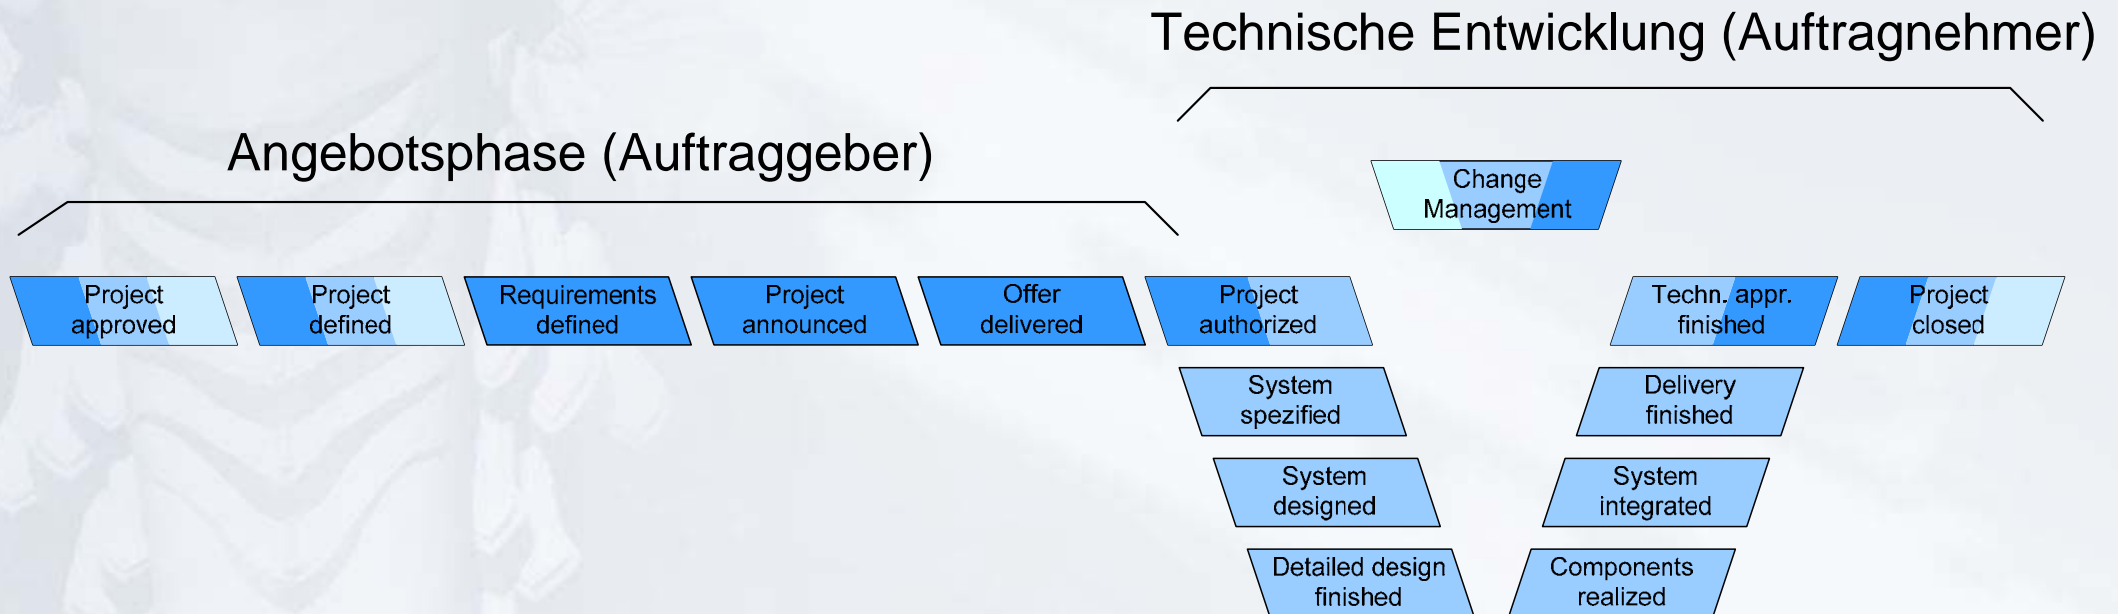 Technische Entwicklung (Auftragnehmer)
Angebotsphase (Auftraggeber)
Change
Management
Project
approved
Project
defined
Requirements
defined
Project
announced
Offer
delivered
Project
authorized
Techn. appr.
finished
Project
closed
System
spezified
Delivery
finished
System
designed
System
integrated
Detailed design
finished
Components
realized